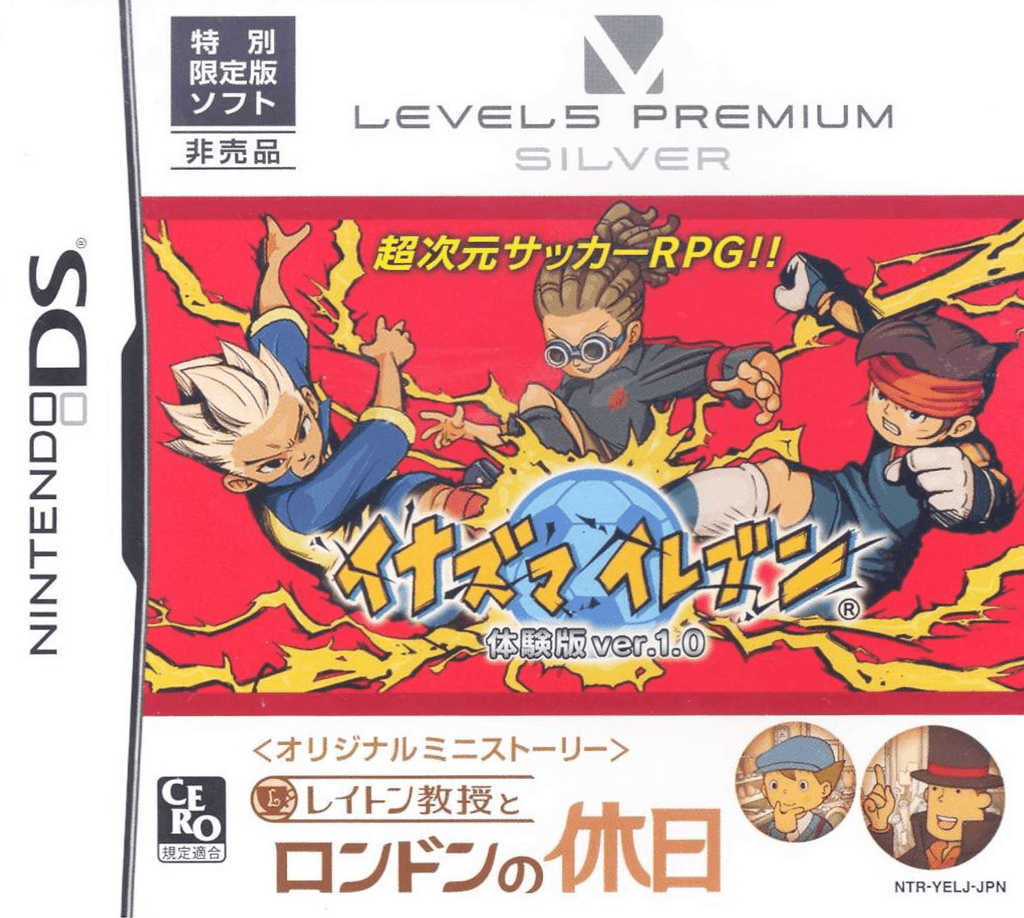 特別
限定版
ソフト
非売品
LEVEL5 PREMIUM
SILVER
NINTENDO DS®
超次元サッカーRPG!!
イナズマイレブン®
体験版 ver.1.0
<オリジナルミニストーリー>
L レイトン教授と
ロンドンの休日
CERO
規定適合
NTR-YELJ-JPN